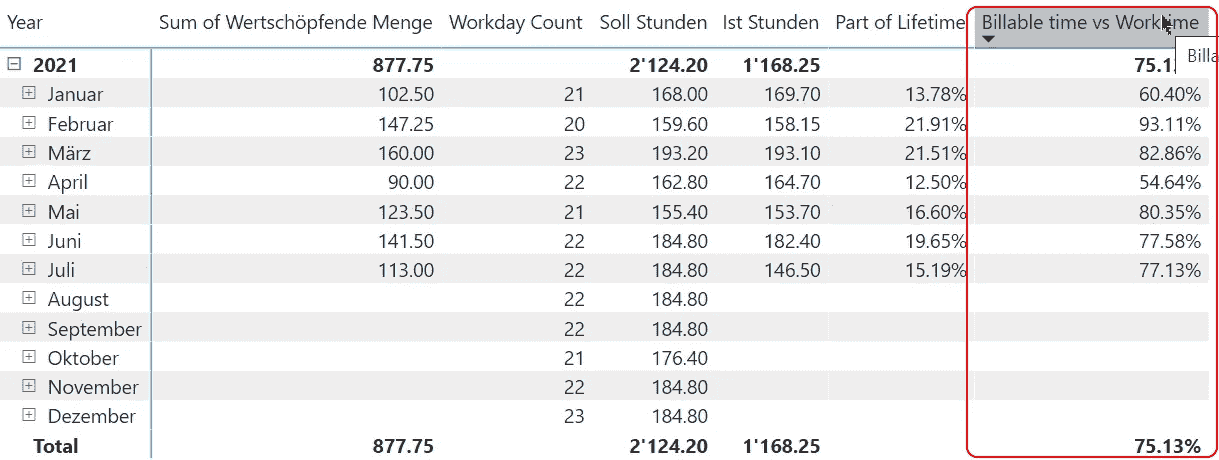 Year Sum of Wertschöpfende Menge Workday Count Soll Stunden Ist Stunden Part of Lifetime Billable time vs Worktime
Billa
2021 877.75 2'124.20 1'168.25 75.1
Januar 102.50 21 168.00 169.70 13.78% 60.40%
Februar 147.25 20 159.60 158.15 21.91% 93.11%
März 160.00 23 193.20 193.10 21.51% 82.86%
April 90.00 22 162.80 164.70 12.50% 54.64%
Mai 123.50 21 155.40 153.70 16.60% 80.35%
Juni 141.50 22 184.80 182.40 19.65% 77.58%
Juli 113.00 22 184.80 146.50 15.19% 77.13%
August 22 184.80
September 22 184.80
Oktober 21 176.40
November 22 184.80
Dezember 23 184.80
Total 877.75 2'124.20 1'168.25 75.13%